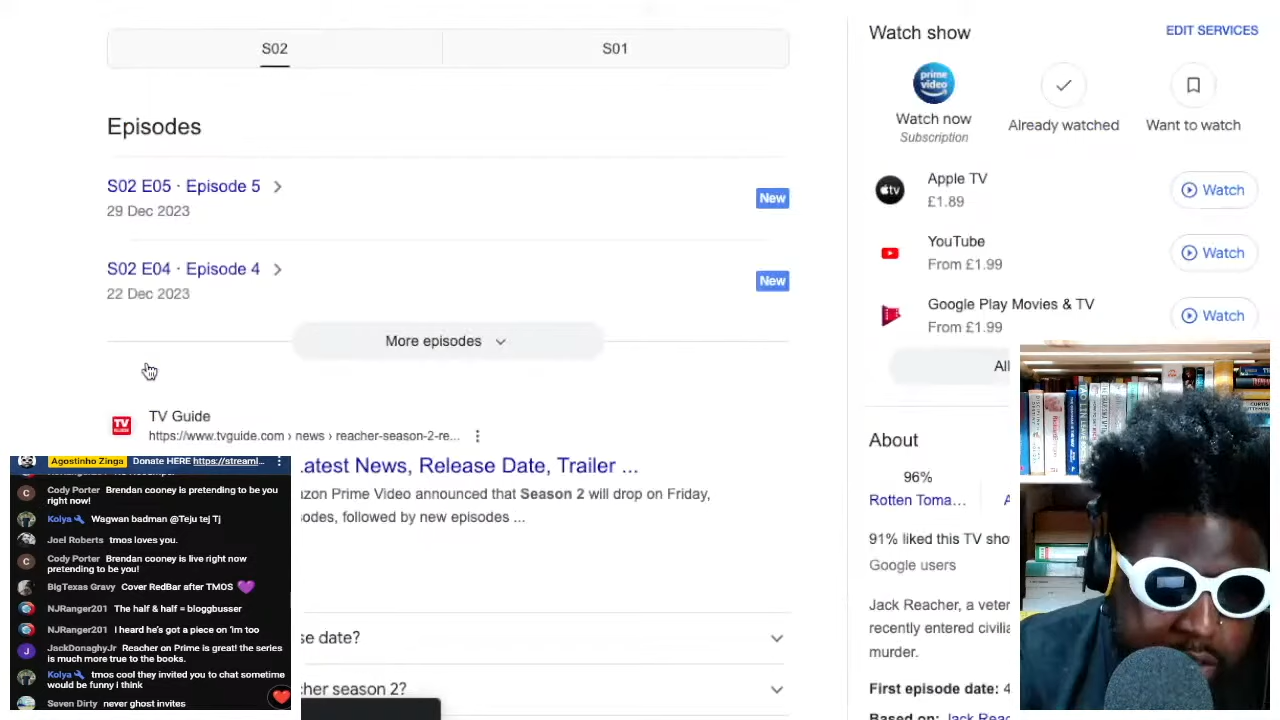 S02
S01
Episodes
S02 E05 · Episode 5
29 Dec 2023
New
S02 E04 · Episode 4
22 Dec 2023
New
More episodes
TV Guide
https://www.tvguide.com › news › reacher-season-2-re...
Latest News, Release Date, Trailer ...
Amazon Prime Video announced that Season 2 will drop on Friday,
followed by new episodes ...
date?
season 2?
Watch show
EDIT SERVICES
prime
video
Watch now
Subscription
Already watched
Want to watch
tv
Apple TV
£1.89
Watch
YouTube
From £1.99
Watch
Google Play Movies & TV
From £1.99
Watch
All
About
96%
Rotten Toma...
91% liked this TV sho
Google users
Jack Reacher, a veter
recently entered civilia
murder.
First episode date: 4
Based on: Jack Reac
Agostinho Zinga Donate HERE https://streaml...
Cody Porter Brendan cooney is pretending to be you
right now!
Kolya Wagwan badman @Teju tej Tj
Joel Roberts tmos loves you.
Cody Porter Brendan cooney is live right now
pretending to be you!
BigTexas Gravy Cover RedBar after TMOS 💜
NJRanger201 The half & half = bloggbusser
NJRanger201 I heard he's got a piece on 'im too
JackDonaghyJr Reacher on Prime is great! the series
is much more true to the books.
Kolya tmos cool they invited you to chat sometime
would be funny i think
Seven Dirty never ghost invites